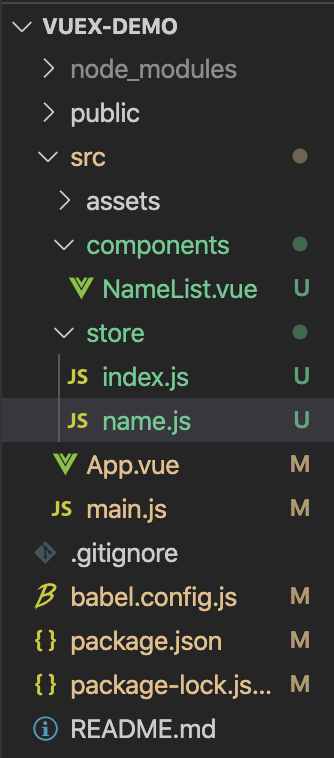 VUEX-DEMO
node_modules
public
src
assets
components
NameList.vue U
store
JS index.js U
JS name.js U
App.vue M
JS main.js M
.gitignore
babel.config.js M
{} package.json M
{} package-lock.js... M
README.md